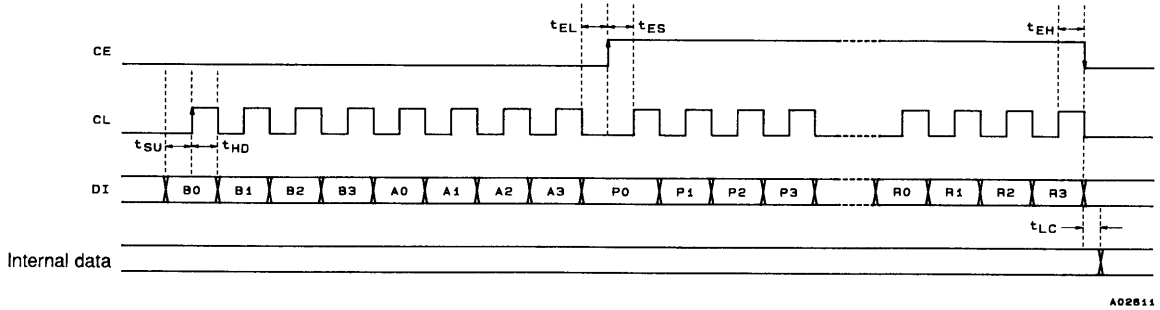 tEL tES tEH
CE
CL
tSU tHD
DI B0 B1 B2 B3 A0 A1 A2 A3 P0 P1 P2 P3 R0 R1 R2 R3
tLC
Internal data
A02611